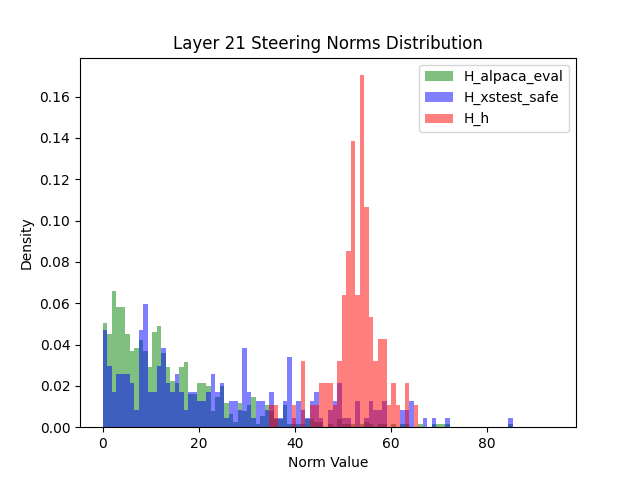 Layer 21 Steering Norms Distribution
H_alpaca_eval
H_xstest_safe
H_h
Density
0.16
0.14
0.12
0.10
0.08
0.06
0.04
0.02
0.00
0
20
40
60
80
Norm Value